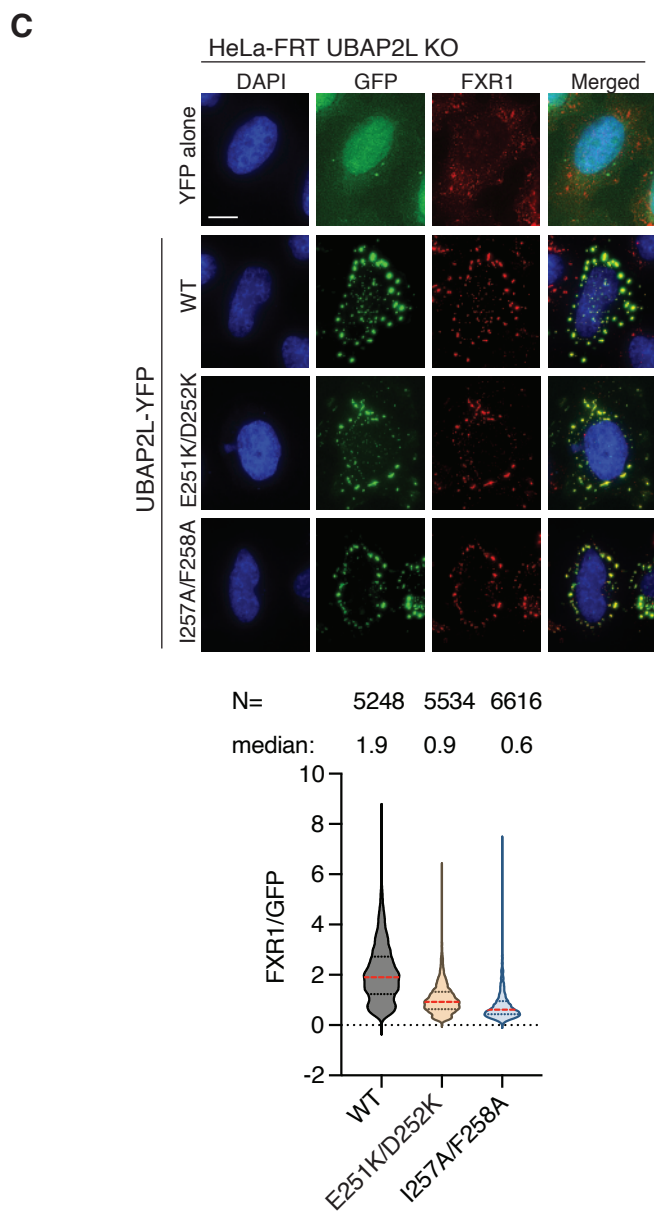 C
HeLa-FRT UBAP2L KO
DAPI GFP FXR1 Merged
YFP alone
UBAP2L-YFP
WT
E251K/D252K
I257A/F258A
N= 5248 5534 6616
median: 1.9 0.9 0.6
FXR1/GFP
10
8
6
4
2
0
-2
WT
E251K/D252K
I257A/F258A